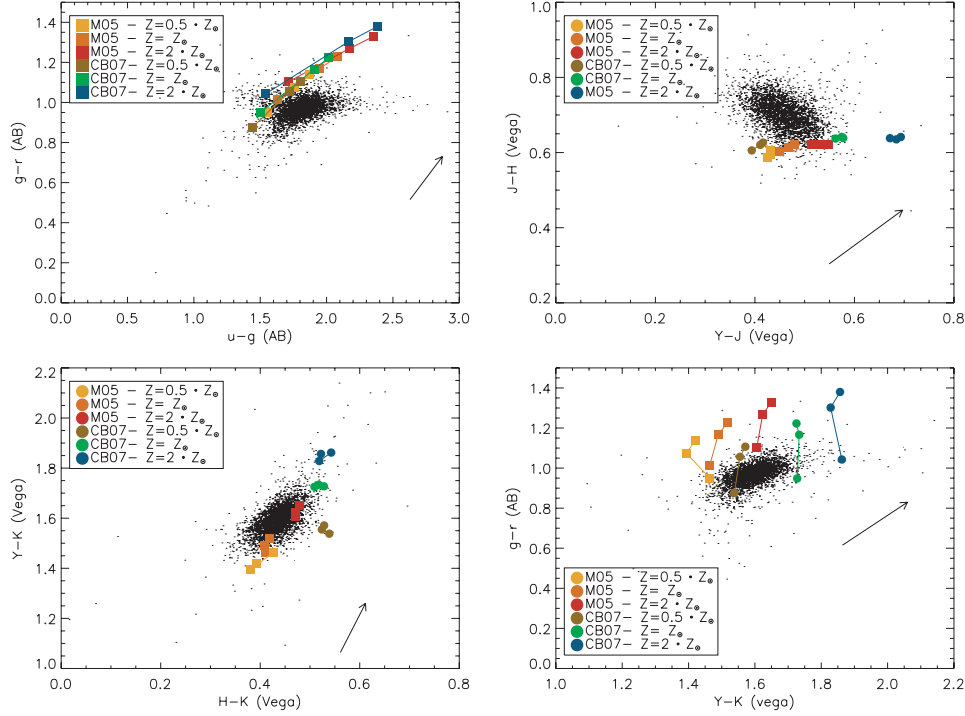 M05 – Z=0.5 • Z⊙
M05 – Z= Z⊙
M05 – Z=2 • Z⊙
CB07– Z=0.5 • Z⊙
CB07– Z= Z⊙
CB07– Z=2 • Z⊙
1.4
1.2
1.0
0.8
0.6
0.4
0.2
0.0
g–r (AB)
0.0 0.5 1.0 1.5 2.0 2.5 3.0
u–g (AB)
M05 – Z=0.5 • Z⊙
M05 – Z= Z⊙
M05 – Z=2 • Z⊙
CB07– Z=0.5 • Z⊙
CB07– Z= Z⊙
M05 – Z=2 • Z⊙
1.0
0.8
0.6
0.4
0.2
J–H (Vega)
0.0 0.2 0.4 0.6 0.8
Y–J (Vega)
M05 – Z=0.5 • Z⊙
M05 – Z= Z⊙
M05 – Z=2 • Z⊙
CB07– Z=0.5 • Z⊙
CB07– Z= Z⊙
CB07– Z=2 • Z⊙
2.2
2.0
1.8
1.6
1.4
1.2
1.0
Y–K (Vega)
0.0 0.2 0.4 0.6 0.8
H–K (Vega)
1.4
1.2
1.0
0.8
0.6
0.4
0.2
0.0
g–r (AB)
M05 – Z=0.5 • Z⊙
M05 – Z= Z⊙
M05 – Z=2 • Z⊙
CB07– Z=0.5 • Z⊙
CB07– Z= Z⊙
CB07– Z=2 • Z⊙
1.0 1.2 1.4 1.6 1.8 2.0 2.2
Y–K (vega)